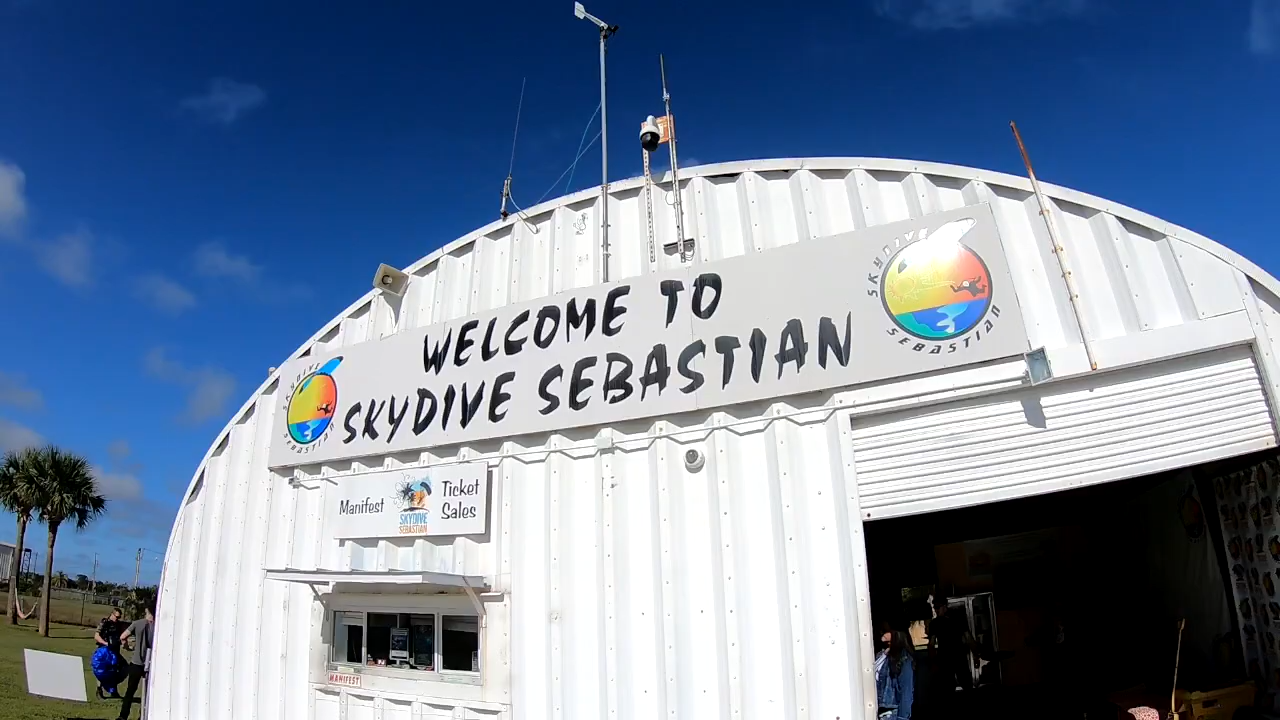 WELCOME TO
SKYDIVE SEBASTIAN
SKYDIVE
SEBASTIAN
SKYDIVE
SEBASTIAN
Manifest
SKYDIVE
SEBASTIAN
Ticket
Sales
MANIFEST